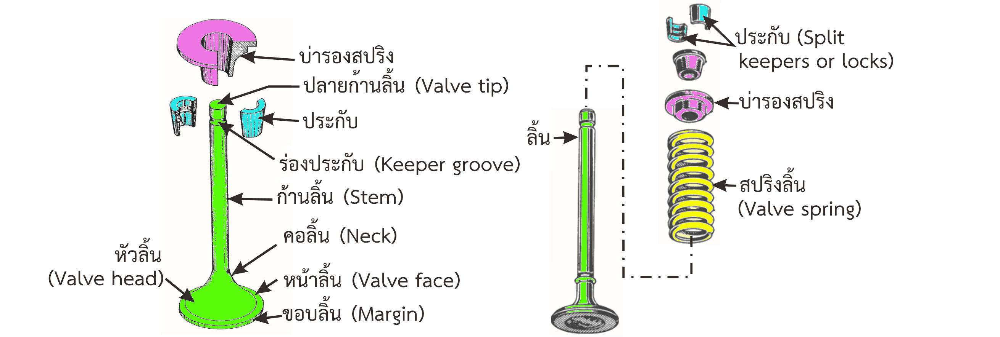 บ่ารองสปริง
ปลายก้านลิ้น (Valve tip)
ประกับ
ร่องประกับ (Keeper groove)
ก้านลิ้น (Stem)
คอลิ้น (Neck)
หัวลิ้น
(Valve head)
หน้าลิ้น (Valve face)
ขอบลิ้น (Margin)
ลิ้น
ประกับ (Split
keepers or locks)
บ่ารองสปริง
สปริงลิ้น
(Valve spring)